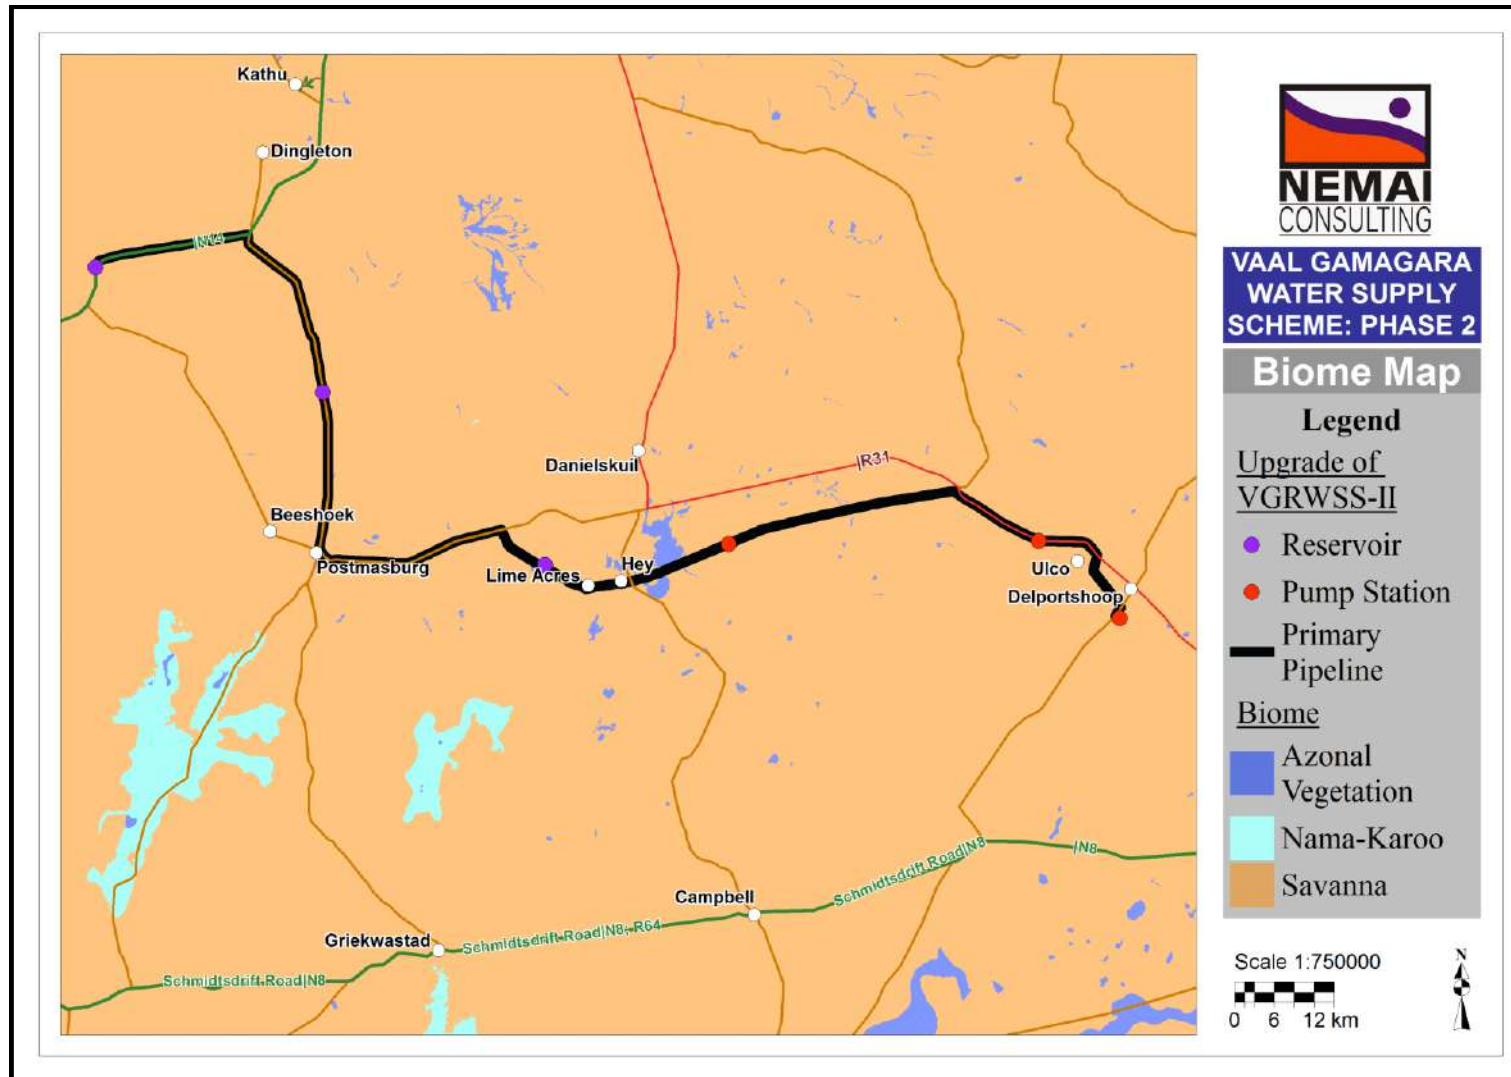 Kathu
Dingleton
|N14
Danielskuil
|R31
Beeshoek
Postmasburg
Lime Acres
Hey
Ulco
Delportshoop
Campbell
Schmidtsdrift Road|N8
|N8
Griekwastad
Schmidtsdrift Road|N8; R64
Schmidtsdrift Road|N8
NEMAI
CONSULTING
VAAL GAMAGARA
WATER SUPPLY
SCHEME: PHASE 2
Biome Map
Legend
Upgrade of
VGRWSS-II
Reservoir
Pump Station
Primary
Pipeline
Biome
Azonal
Vegetation
Nama-Karoo
Savanna
Scale 1:750000
0 6 12 km
N